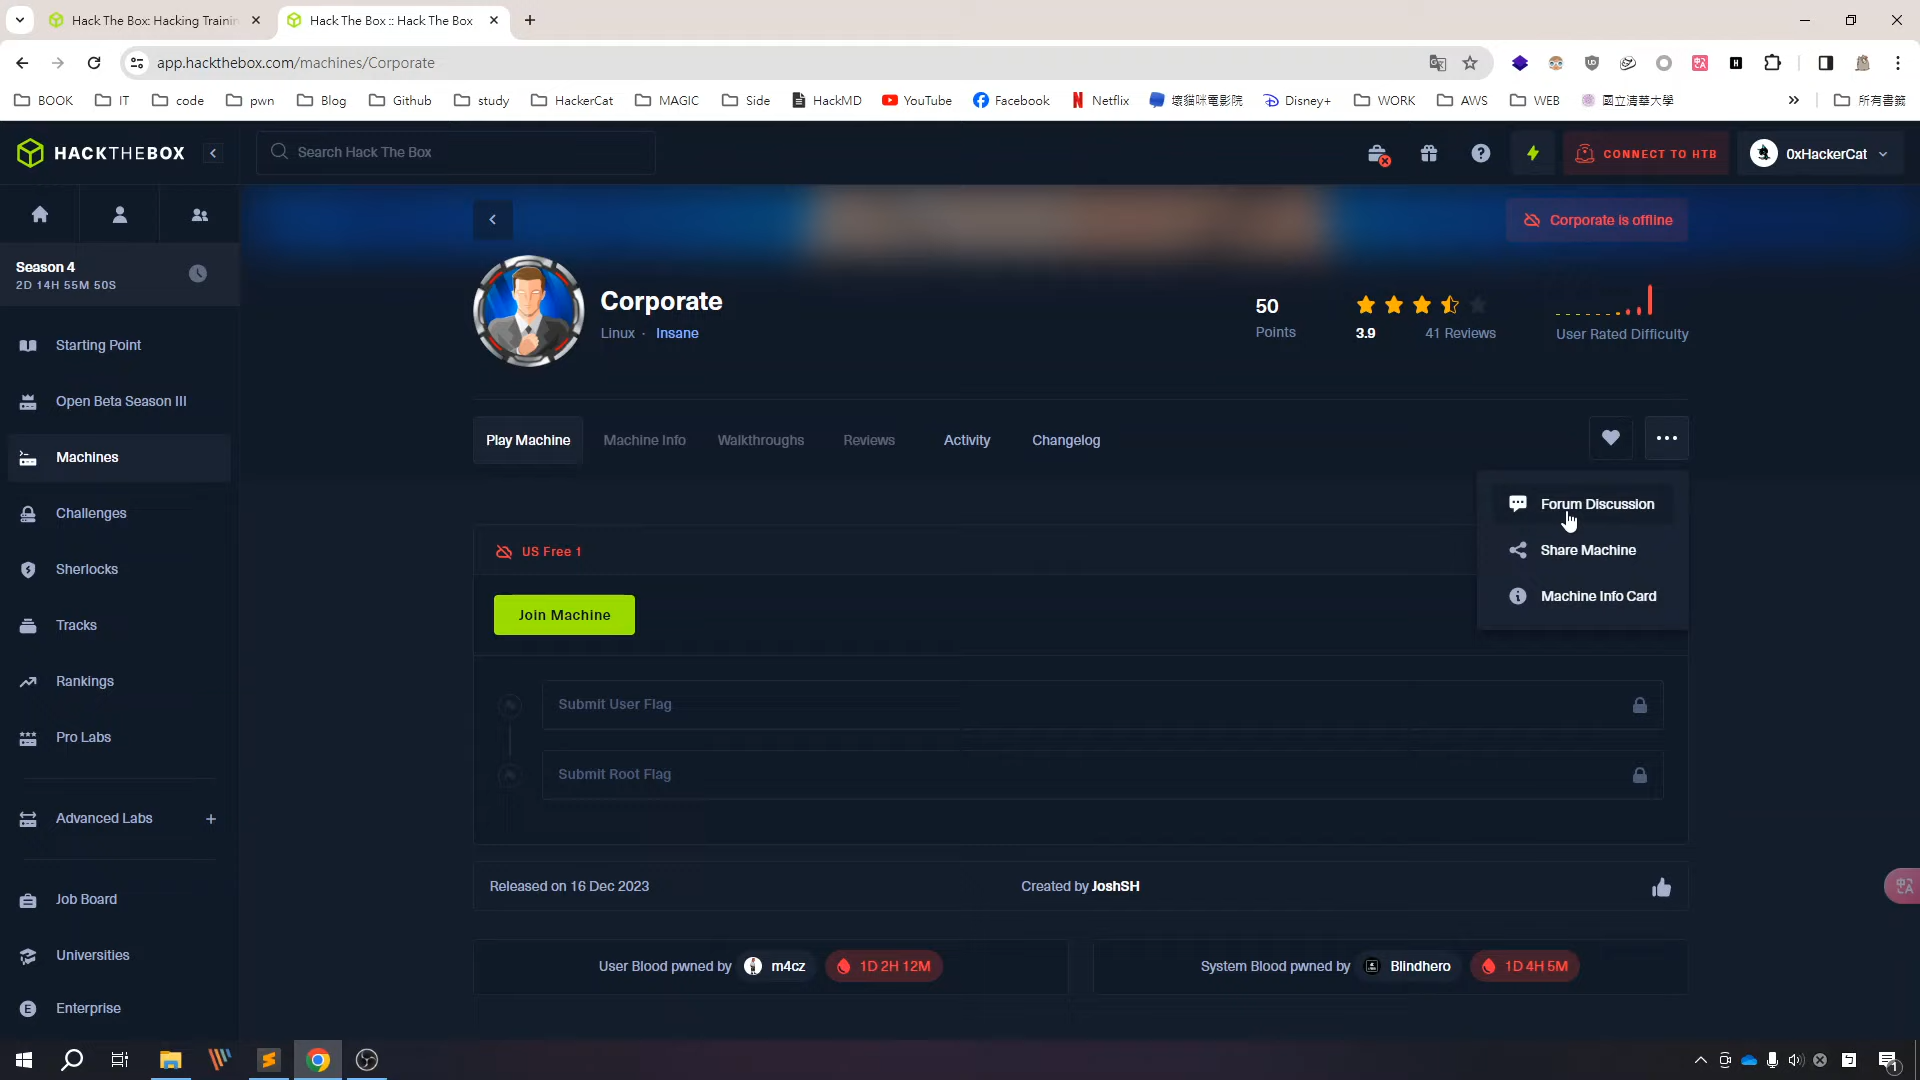 Hack The Box: Hacking Trainin
Hack The Box :: Hack The Box
app.hackthebox.com/machines/Corporate
BOOK
IT
code
pwn
Blog
Github
study
HackerCat
MAGIC
Side
HackMD
YouTube
Facebook
Netflix
壞貓咪電影院
Disney+
WORK
AWS
WEB
國立清華大學
所有書籤
HACKTHEBOX
Search Hack The Box
CONNECT TO HTB
0xHackerCat
Season 4
2D 14H 55M 50S
Starting Point
Open Beta Season III
Machines
Challenges
Sherlocks
Tracks
Rankings
Pro Labs
Advanced Labs
Job Board
Universities
Enterprise
Corporate is offline
Corporate
Linux · Insane
50
Points
3.9
41 Reviews
User Rated Difficulty
Play Machine
Machine Info
Walkthroughs
Reviews
Activity
Changelog
Forum Discussion
Share Machine
Machine Info Card
US Free 1
Join Machine
Submit User Flag
Submit Root Flag
Released on 16 Dec 2023
Created by JoshSH
User Blood pwned by m4cz 1D 2H 12M
System Blood pwned by Blindhero 1D 4H 5M